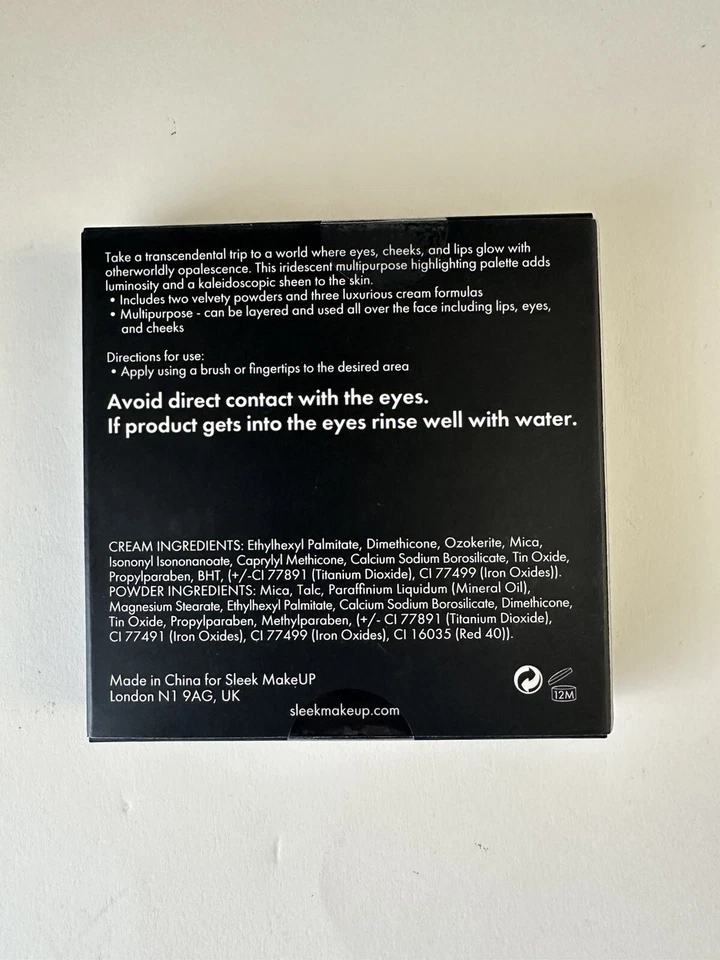 Take a transcendental trip to a world where eyes, cheeks, and lips glow with
otherworldly opalescence. This iridescent multipurpose highlighting palette adds
luminosity and a kaleidoscopic sheen to the skin.
• Includes two velvety powders and three luxurious cream formulas
• Multipurpose - can be layered and used all over the face including lips, eyes,
and cheeks
Directions for use:
• Apply using a brush or fingertips to the desired area
Avoid direct contact with the eyes.
If product gets into the eyes rinse well with water.
CREAM INGREDIENTS: Ethylhexyl Palmitate, Dimethicone, Ozokerite, Mica,
Isononyl Isononanoate, Caprylyl Methicone, Calcium Sodium Borosilicate, Tin Oxide,
Propylparaben, BHT, (+/-CI 77891 (Titanium Dioxide), CI 77499 (Iron Oxides)).
POWDER INGREDIENTS: Mica, Talc, Paraffinium Liquidum (Mineral Oil),
Magnesium Stearate, Ethylhexyl Palmitate, Calcium Sodium Borosilicate, Dimethicone,
Tin Oxide, Propylparaben, Methylparaben, (+/- CI 77891 (Titanium Dioxide),
CI 77491 (Iron Oxides), CI 77499 (Iron Oxides), CI 16035 (Red 40)).
Made in China for Sleek MakeUP
London N1 9AG, UK
12M
sleekmakeup.com